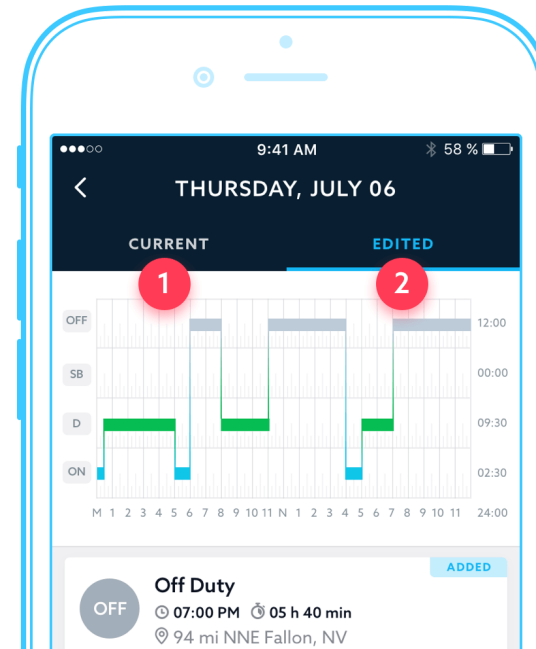 9:41 AM 58 %
THURSDAY, JULY 06
CURRENT EDITED
1 2
OFF 12:00
SB 00:00
D 09:30
ON 02:30
M 1 2 3 4 5 6 7 8 9 10 11 N 1 2 3 4 5 6 7 8 9 10 11 24:00
ADDED
Off Duty
OFF 07:00 PM 05 h 40 min
94 mi NNE Fallon, NV